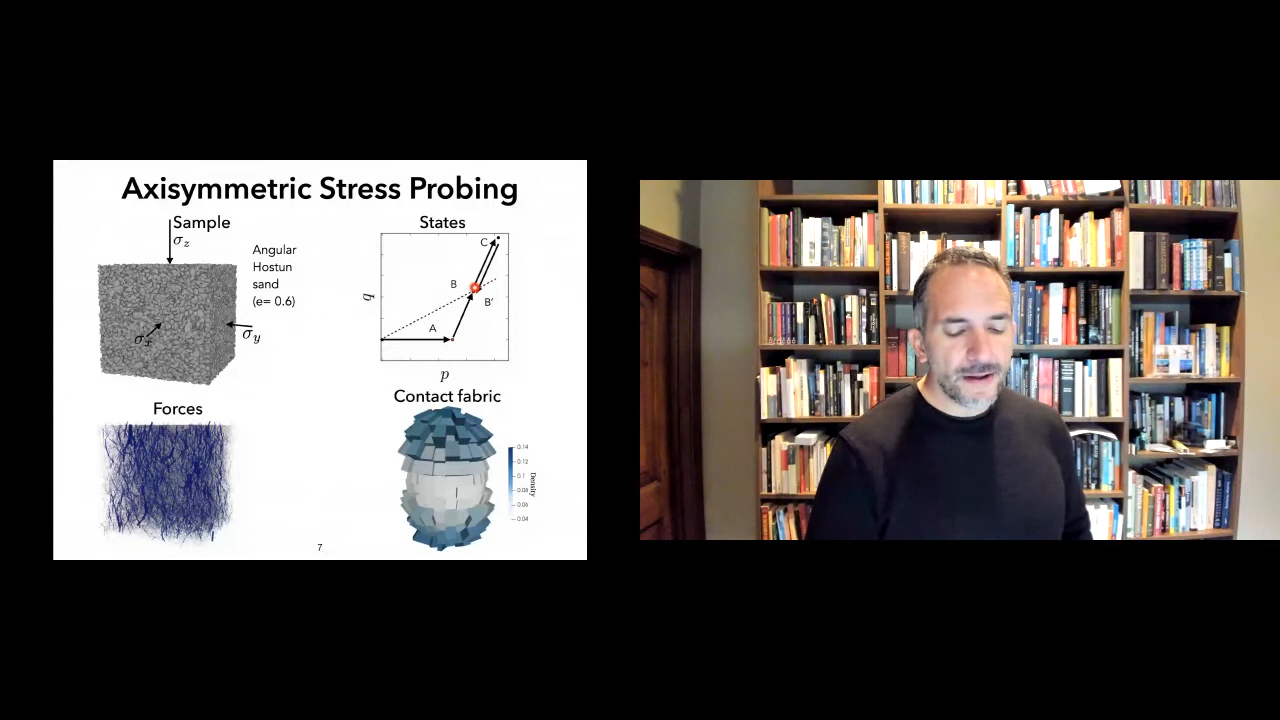 Axisymmetric Stress Probing
Sample
σz
Angular
Hostun
sand
(e= 0.6)
σx
σy
States
C
B
B'
A
q
p
Forces
Contact fabric
0.14
0.12
0.1
0.08
0.06
0.04
Density
7